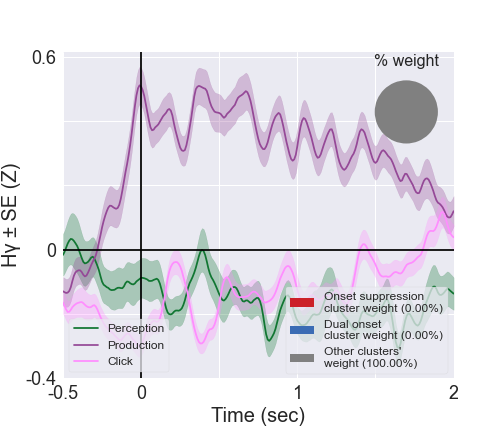 % weight
0.6
0
-0.4
Hγ ± SE (Z)
Perception
Production
Click
Onset suppression
cluster weight (0.00%)
Dual onset
cluster weight (0.00%)
Other clusters'
weight (100.00%)
-0.5
0
1
2
Time (sec)